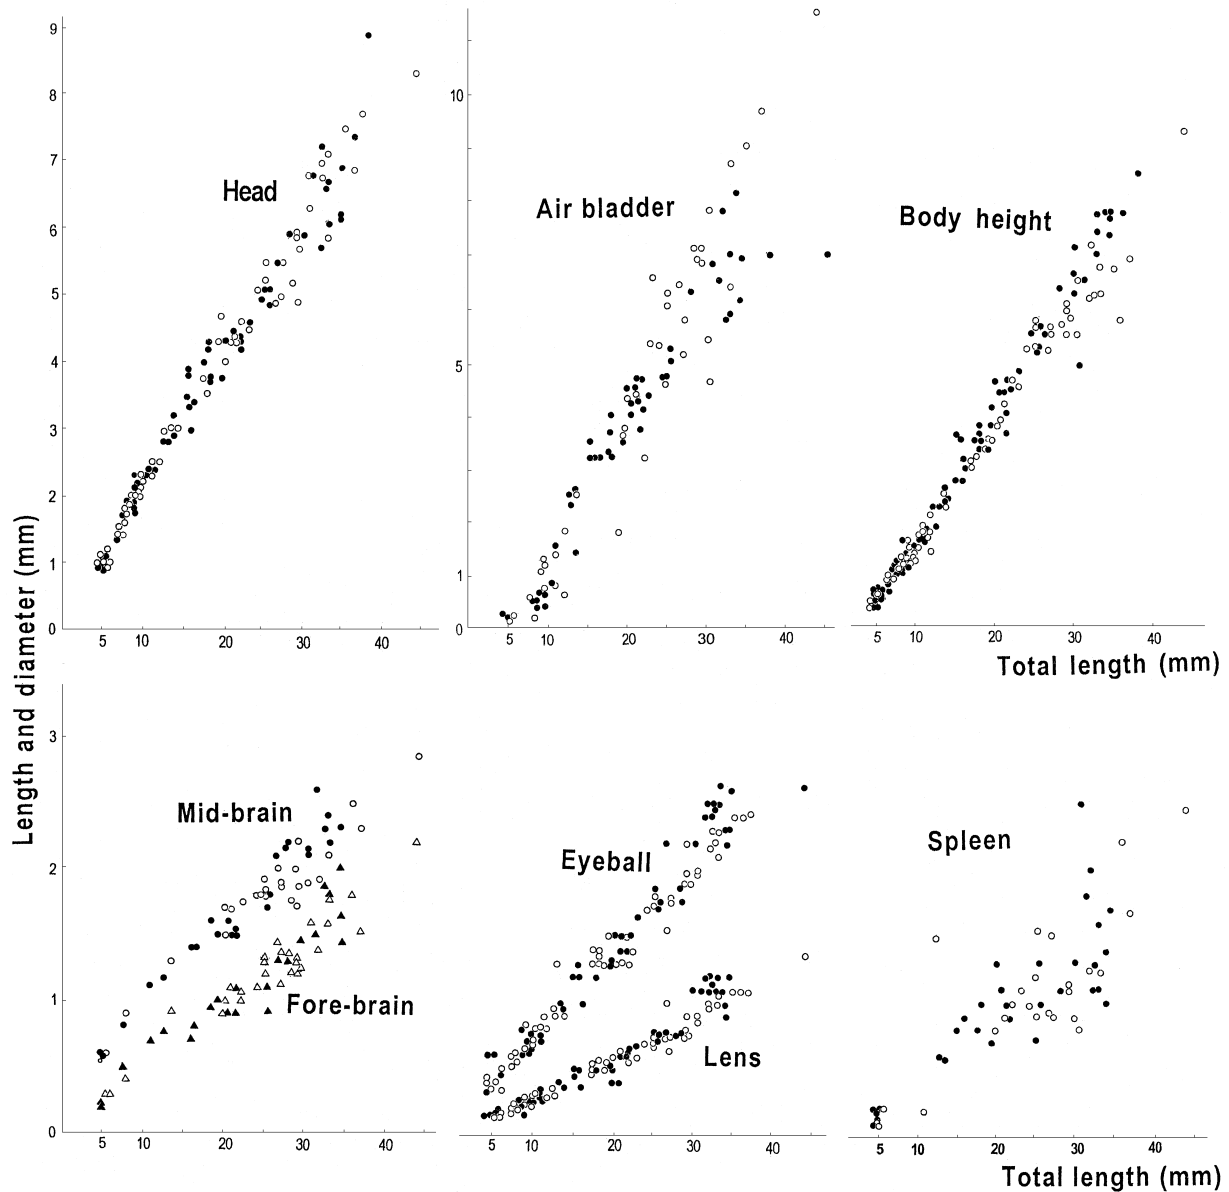 9
8
7
6
5
4
3
2
1
0
5 10 20 30 40
Head
10
5
1
0
5 10 20 30 40
Air bladder
Body height
5 10 20 30 40
Total length (mm)
Length and diameter (mm)
3
2
1
0
5 10 20 30 40
Mid-brain
Fore-brain
Eyeball
Lens
5 10 20 30 40
Spleen
5 10 20 30 40
Total length (mm)